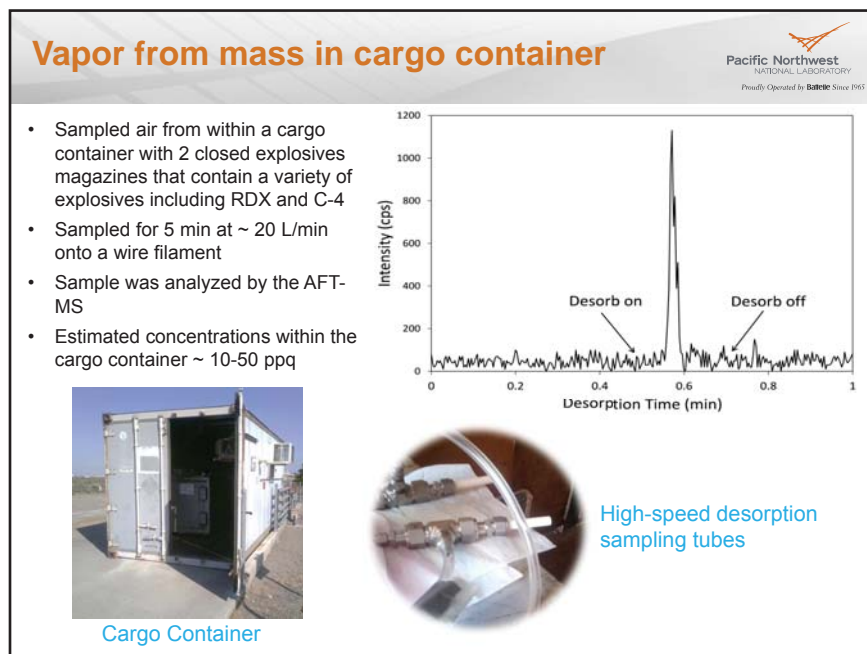 Vapor from mass in cargo container
Pacific Northwest
NATIONAL LABORATORY
Proudly Operated by Battelle Since 1965
• Sampled air from within a cargo
container with 2 closed explosives
magazines that contain a variety of
explosives including RDX and C-4
• Sampled for 5 min at ~ 20 L/min
onto a wire filament
• Sample was analyzed by the AFT-
MS
• Estimated concentrations within the
cargo container ~ 10-50 ppq
1200
1000
800
600
400
200
0
Intensity (cps)
Desorb on
Desorb off
0 0.2 0.4 0.6 0.8 1
Desorption Time (min)
High-speed desorption
sampling tubes
Cargo Container